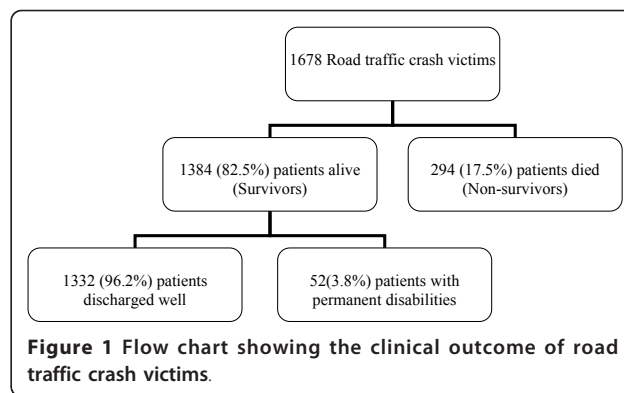 1678 Road traffic crash victims
1384 (82.5%) patients alive
(Survivors)
294 (17.5%) patients died
(Non-survivors)
1332 (96.2%) patients
discharged well
52(3.8%) patients with
permanent disabilities
Figure 1 Flow chart showing the clinical outcome of road
traffic crash victims.